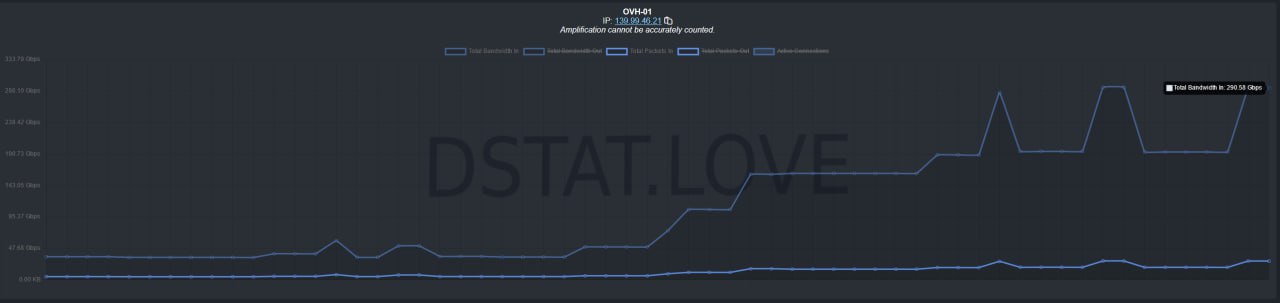 OVH-01
IP: 139.99.46.21
Amplification cannot be accurately counted.
Total Bandwidth In Total Bandwidth Out Total Packets In Total Packets Out Active Connections
333.79 Gbps
286.10 Gbps
238.42 Gbps
190.73 Gbps
143.05 Gbps
95.37 Gbps
47.68 Gbps
0.00 KB
Total Bandwidth In: 290.58 Gbps
DSTAT.LOVE